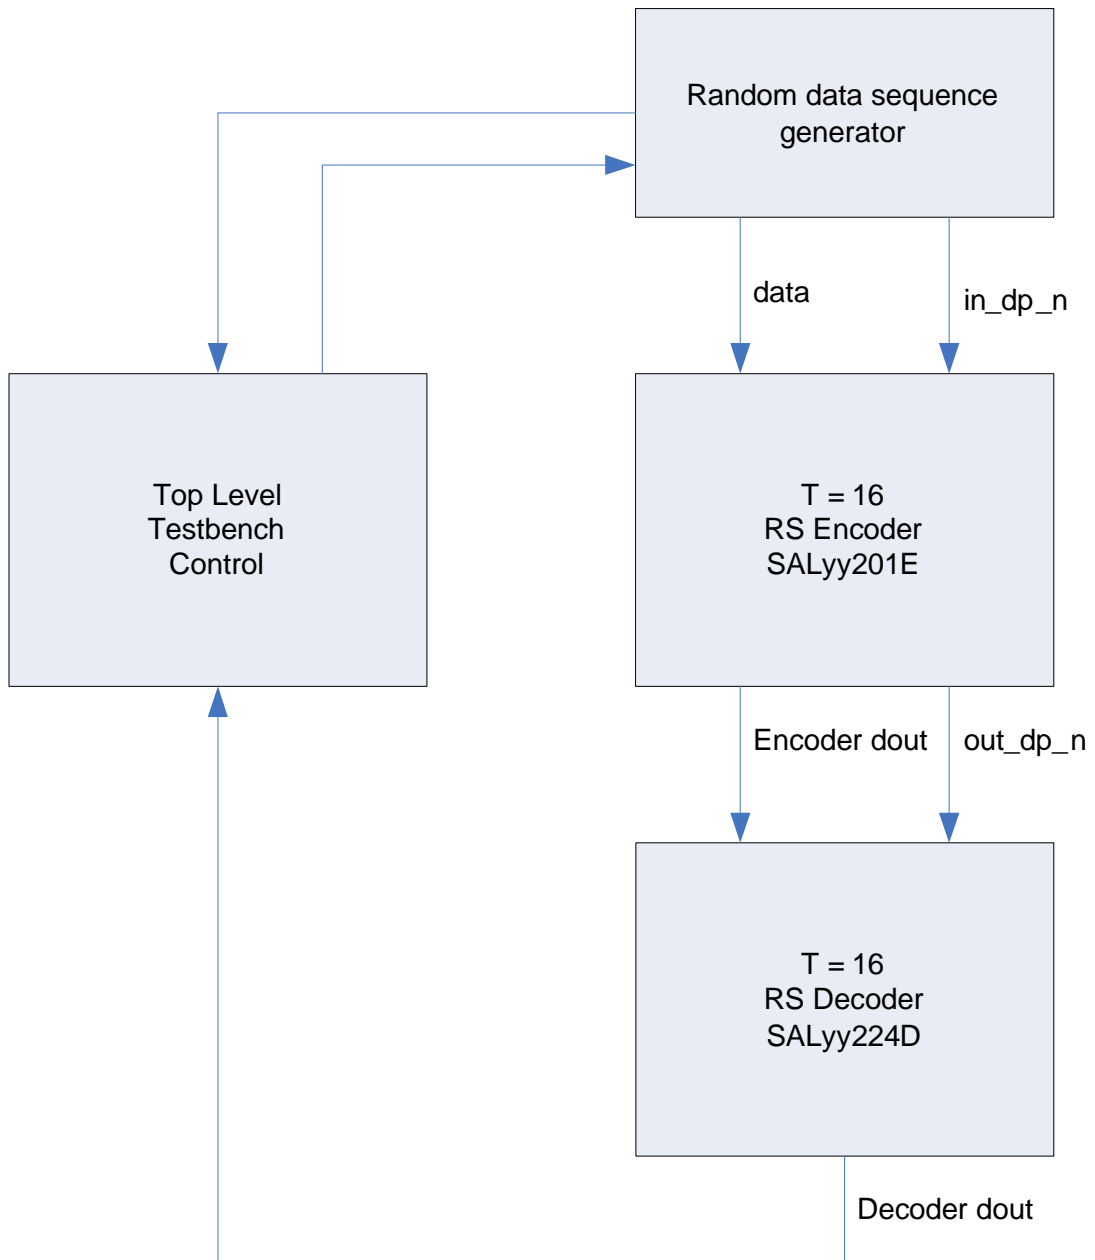 Random data sequence
generator
data
in_dp_n
Top Level
Testbench
Control
T = 16
RS Encoder
SALyy201E
Encoder dout
out_dp_n
T = 16
RS Decoder
SALyy224D
Decoder dout